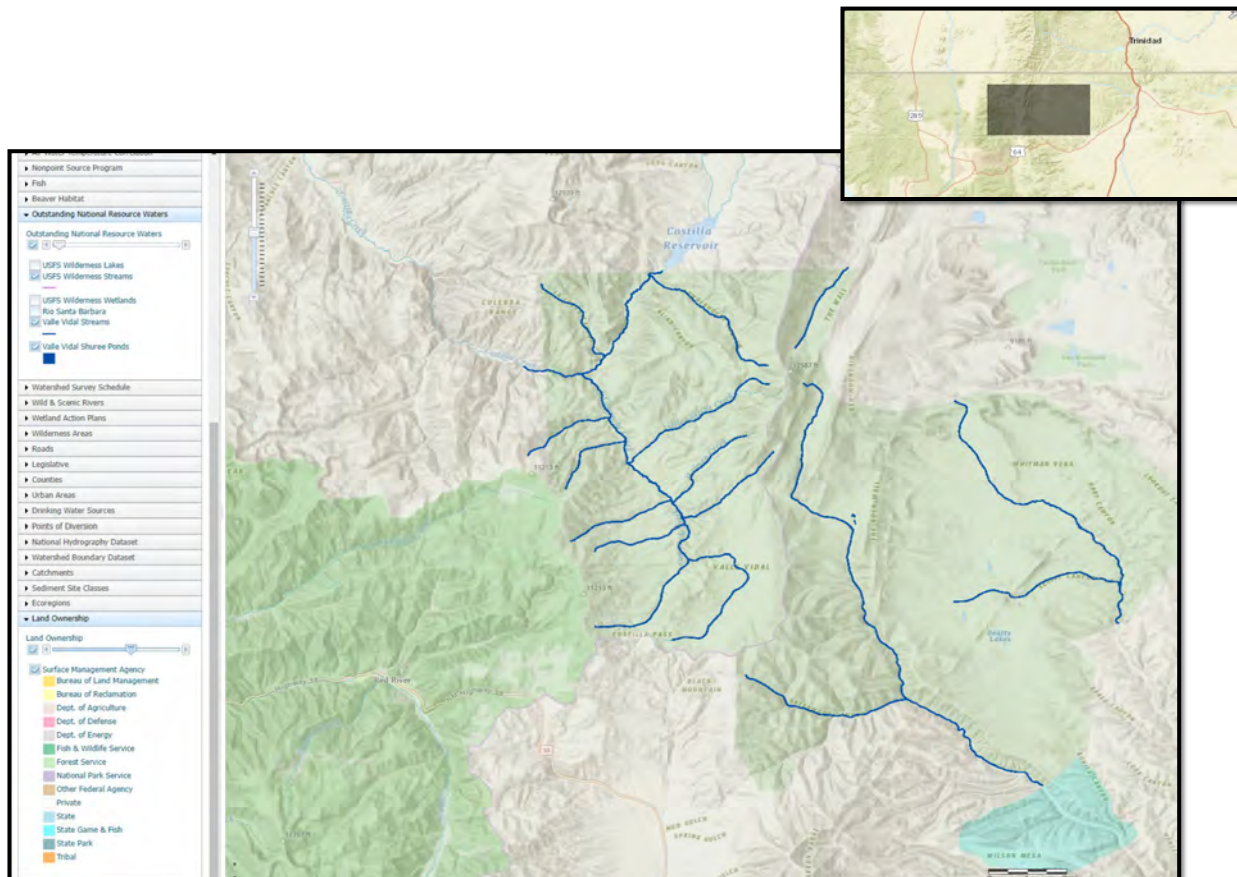 Trinidad
285
64
Nonpoint Source Program
Fish
Beaver Habitat
Outstanding National Resource Waters
Outstanding National Resource Waters
USFS Wilderness Lakes
USFS Wilderness Streams
USFS Wilderness Wetlands
Rio Santa Barbara
Valle Vidal Streams
Valle Vidal Shuree Ponds
Watershed Survey Schedule
Wild & Scenic Rivers
Wetland Action Plans
Wilderness Areas
Roads
Legislative
Counties
Urban Areas
Drinking Water Sources
Points of Diversion
National Hydrography Dataset
Watershed Boundary Dataset
Catchments
Sediment Site Classes
Ecoregions
Land Ownership
Land Ownership
Surface Management Agency
Bureau of Land Management
Bureau of Reclamation
Dept. of Agriculture
Dept. of Defense
Dept. of Energy
Fish & Wildlife Service
Forest Service
National Park Service
Other Federal Agency
Private
State
State Game & Fish
State Park
Tribal
Castilla
Reservoir
CULEBRA
RANGE
THE WALL
WHITMAN VEGA
VALLE VIDAL
COSTILLA PASS
Beatty
Lakes
BLACK
MOUNTAIN
Red River
WILSON MESA